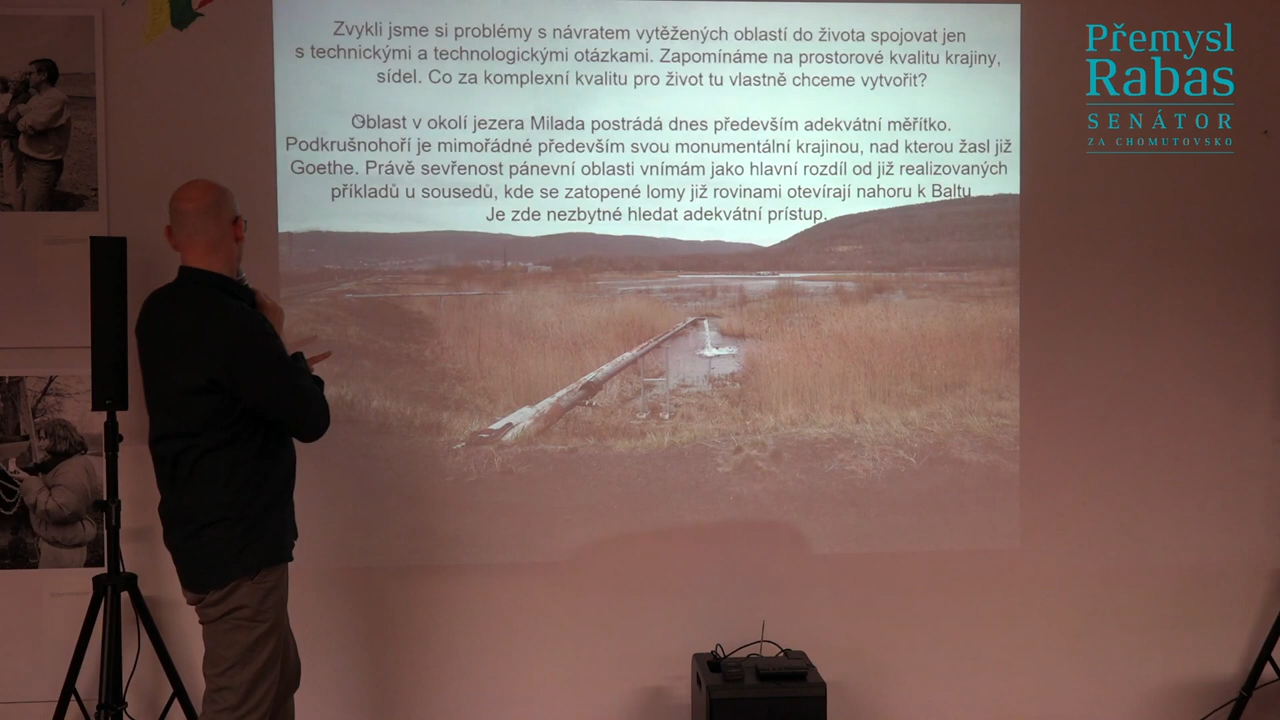 Zvykli jsme si problémy s návratem vytěžených oblastí do života spojovat jen
s technickými a technologickými otázkami. Zapomínáme na prostorové kvalitu krajiny,
sídel. Co za komplexní kvalitu pro život tu vlastně chceme vytvořit?
Oblast v okolí jezera Milada postrádá dnes především adekvátní měřítko.
Podkrušnohoří je mimořádné především svou monumentální krajinou, nad kterou žasl již
Goethe. Právě sevřenost pánevní oblasti vnímám jako hlavní rozdíl od již realizovaných
příkladů u sousedů, kde se zatopené lomy již rovinami otevírají nahoru k Baltu
Je zde nezbytné hledat adekvátní prístup.
Přemysl
Rabas
SENÁTOR
ZA CHOMUTOVSKO